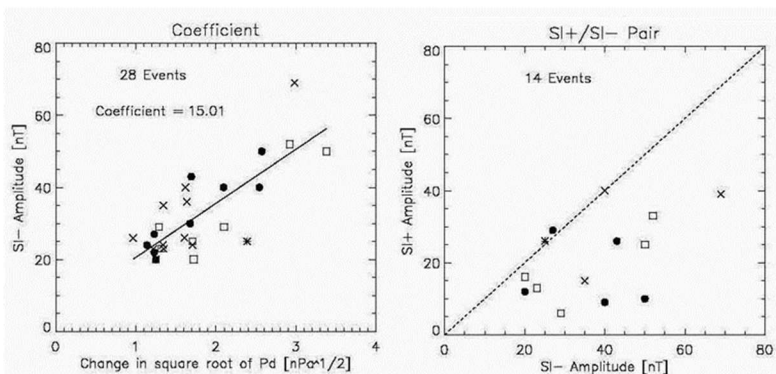 Coefficient
28 Events
Coefficient = 15.01
80
60
40
20
0
SI- Amplitude [nT]
0 1 2 3 4
Change in square root of Pd [nPa^1/2]
SI+/SI- Pair
14 Events
80
60
40
20
0
SI+ Amplitude [nT]
0 20 40 60 80
SI- Amplitude [nT]